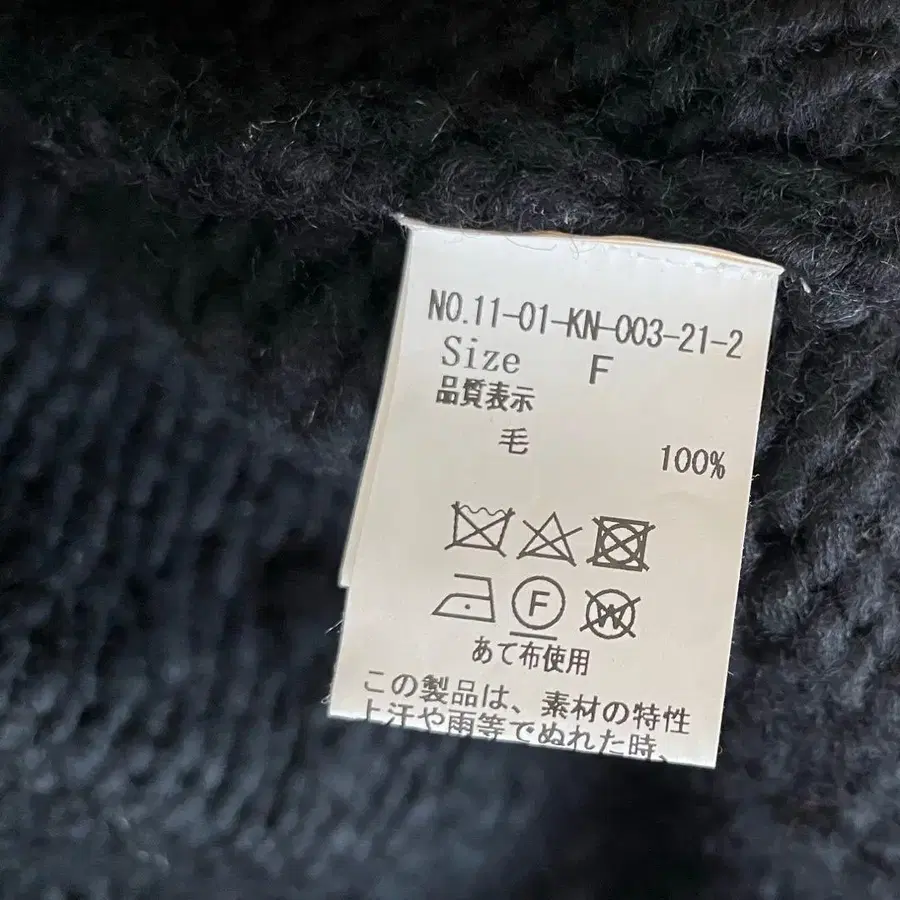 NO.11-01-KN-003-21-2
Size F
品質表示
毛 100%
F W
あて布使用
この製品は、素材の特性
上汗や雨等でぬれた時、